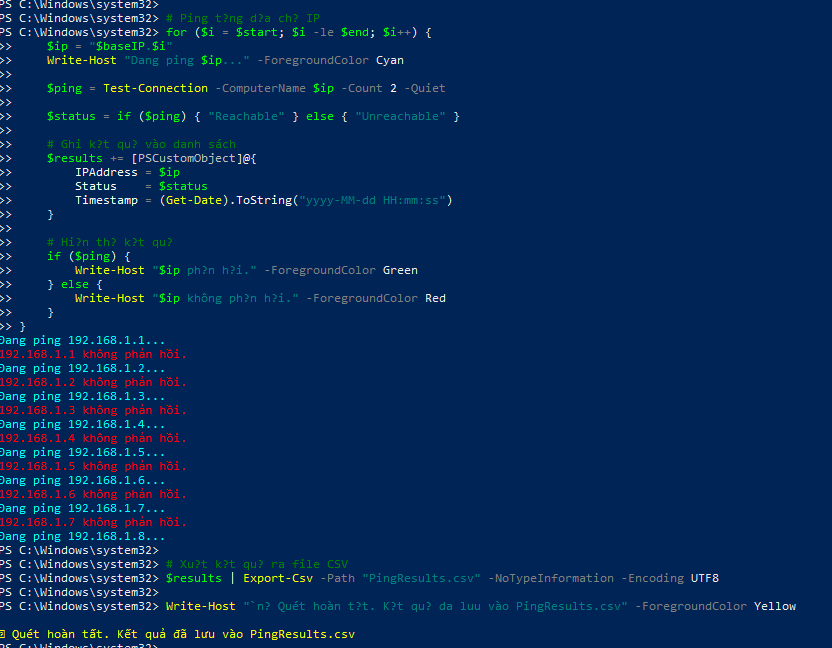 PS C:\Windows\system32>
PS C:\Windows\system32> # Ping t?ng d?a ch? IP
PS C:\Windows\system32> for ($i = $start; $i -le $end; $i++) {
>>     $ip = "$baseIP.$i"
>>     Write-Host "Dang ping $ip..." -ForegroundColor Cyan
>>
>>     $ping = Test-Connection -ComputerName $ip -Count 2 -Quiet
>>
>>     $status = if ($ping) { "Reachable" } else { "Unreachable" }
>>
>>     # Ghi k?t qu? vào danh sách
>>     $results += [PSCustomObject]@{
>>         IPAddress = $ip
>>         Status    = $status
>>         Timestamp = (Get-Date).ToString("yyyy-MM-dd HH:mm:ss")
>>     }
>>
>>     # Hi?n th? k?t qu?
>>     if ($ping) {
>>         Write-Host "$ip ph?n h?i." -ForegroundColor Green
>>     } else {
>>         Write-Host "$ip không ph?n h?i." -ForegroundColor Red
>>     }
>> }
Đang ping 192.168.1.1...
192.168.1.1 không phản hồi.
Đang ping 192.168.1.2...
192.168.1.2 không phản hồi.
Đang ping 192.168.1.3...
192.168.1.3 không phản hồi.
Đang ping 192.168.1.4...
192.168.1.4 không phản hồi.
Đang ping 192.168.1.5...
192.168.1.5 không phản hồi.
Đang ping 192.168.1.6...
192.168.1.6 không phản hồi.
Đang ping 192.168.1.7...
192.168.1.7 không phản hồi.
Đang ping 192.168.1.8...
PS C:\Windows\system32>
PS C:\Windows\system32> # Xu?t k?t qu? ra file CSV
PS C:\Windows\system32> $results | Export-Csv -Path "PingResults.csv" -NoTypeInformation -Encoding UTF8
PS C:\Windows\system32>
PS C:\Windows\system32> Write-Host "`n? Quét hoàn t?t. K?t qu? da luu vào PingResults.csv" -ForegroundColor Yellow

Quét hoàn tất. Kết quả đã lưu vào PingResults.csv
PS C:\Windows\system32>